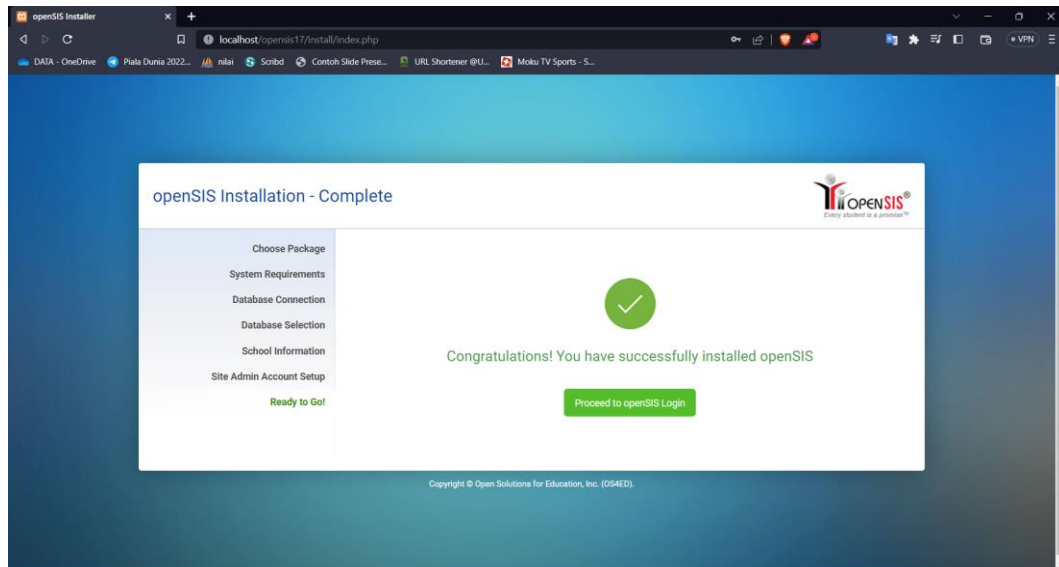 openSIS Installer
localhost/opensis17/install/index.php
VPN
DATA - OneDrive
Piala Dunia 2022...
nilai
Scribd
Contoh Slide Prese...
URL Shortener @U...
Moku TV Sports - S...
openSIS Installation - Complete
OPENSIS®
Every student is a promise™
Choose Package
System Requirements
Database Connection
Database Selection
School Information
Site Admin Account Setup
Ready to Go!
Congratulations! You have successfully installed openSIS
Proceed to openSIS Login
Copyright © Open Solutions for Education, Inc. (OS4ED).